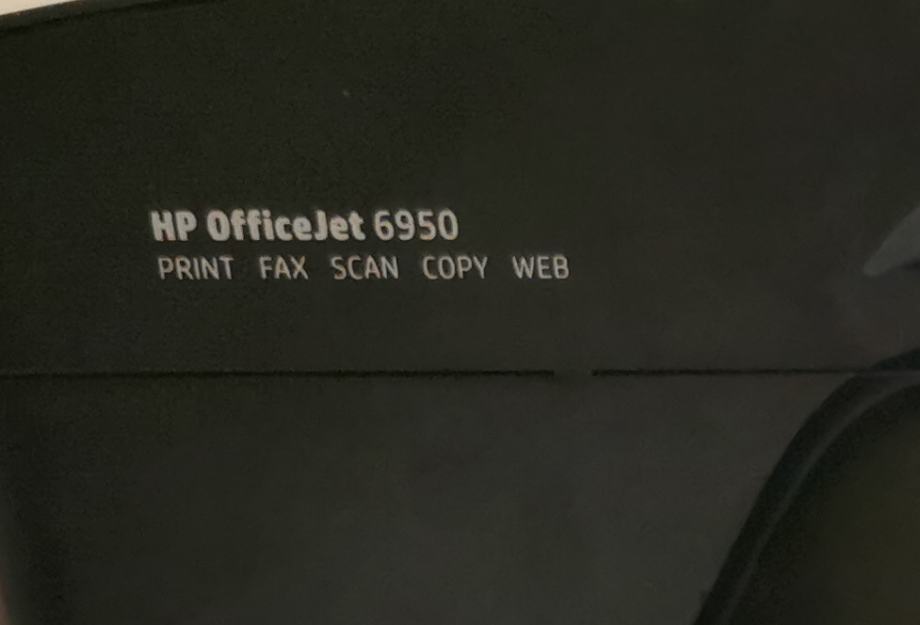 HP OfficeJet 6950
PRINT FAX SCAN COPY WEB